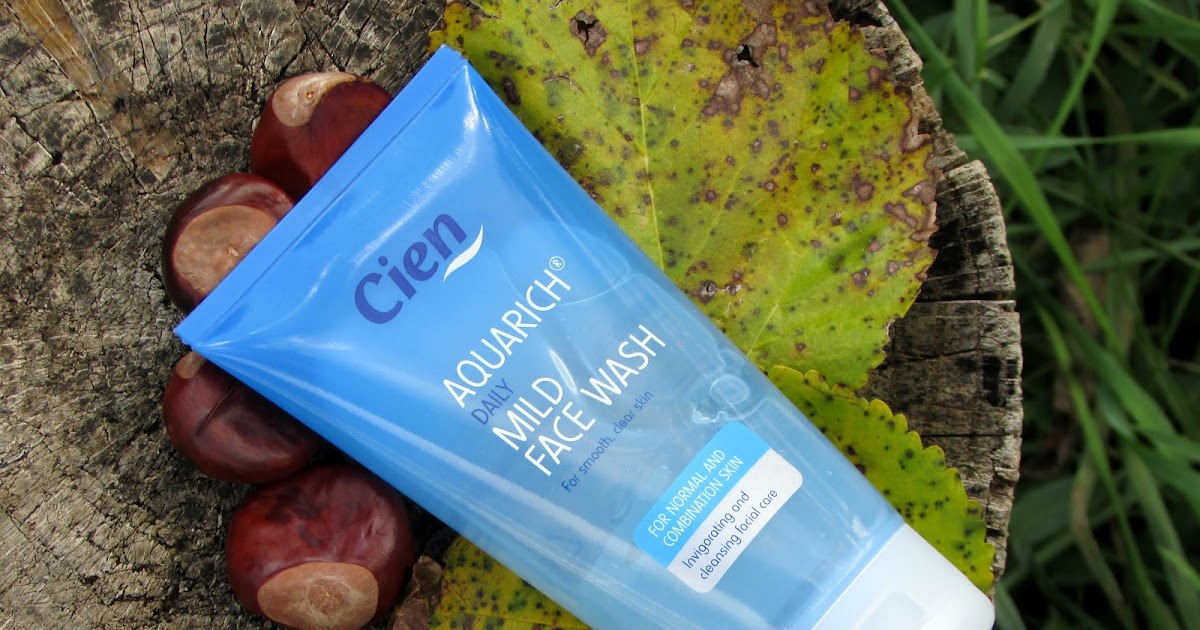 Cien
AQUARICH®
DAILY
MILD
FACE WASH
For smooth, clear skin
FOR NORMAL AND
COMBINATION SKIN
Invigorating and
cleansing facial care